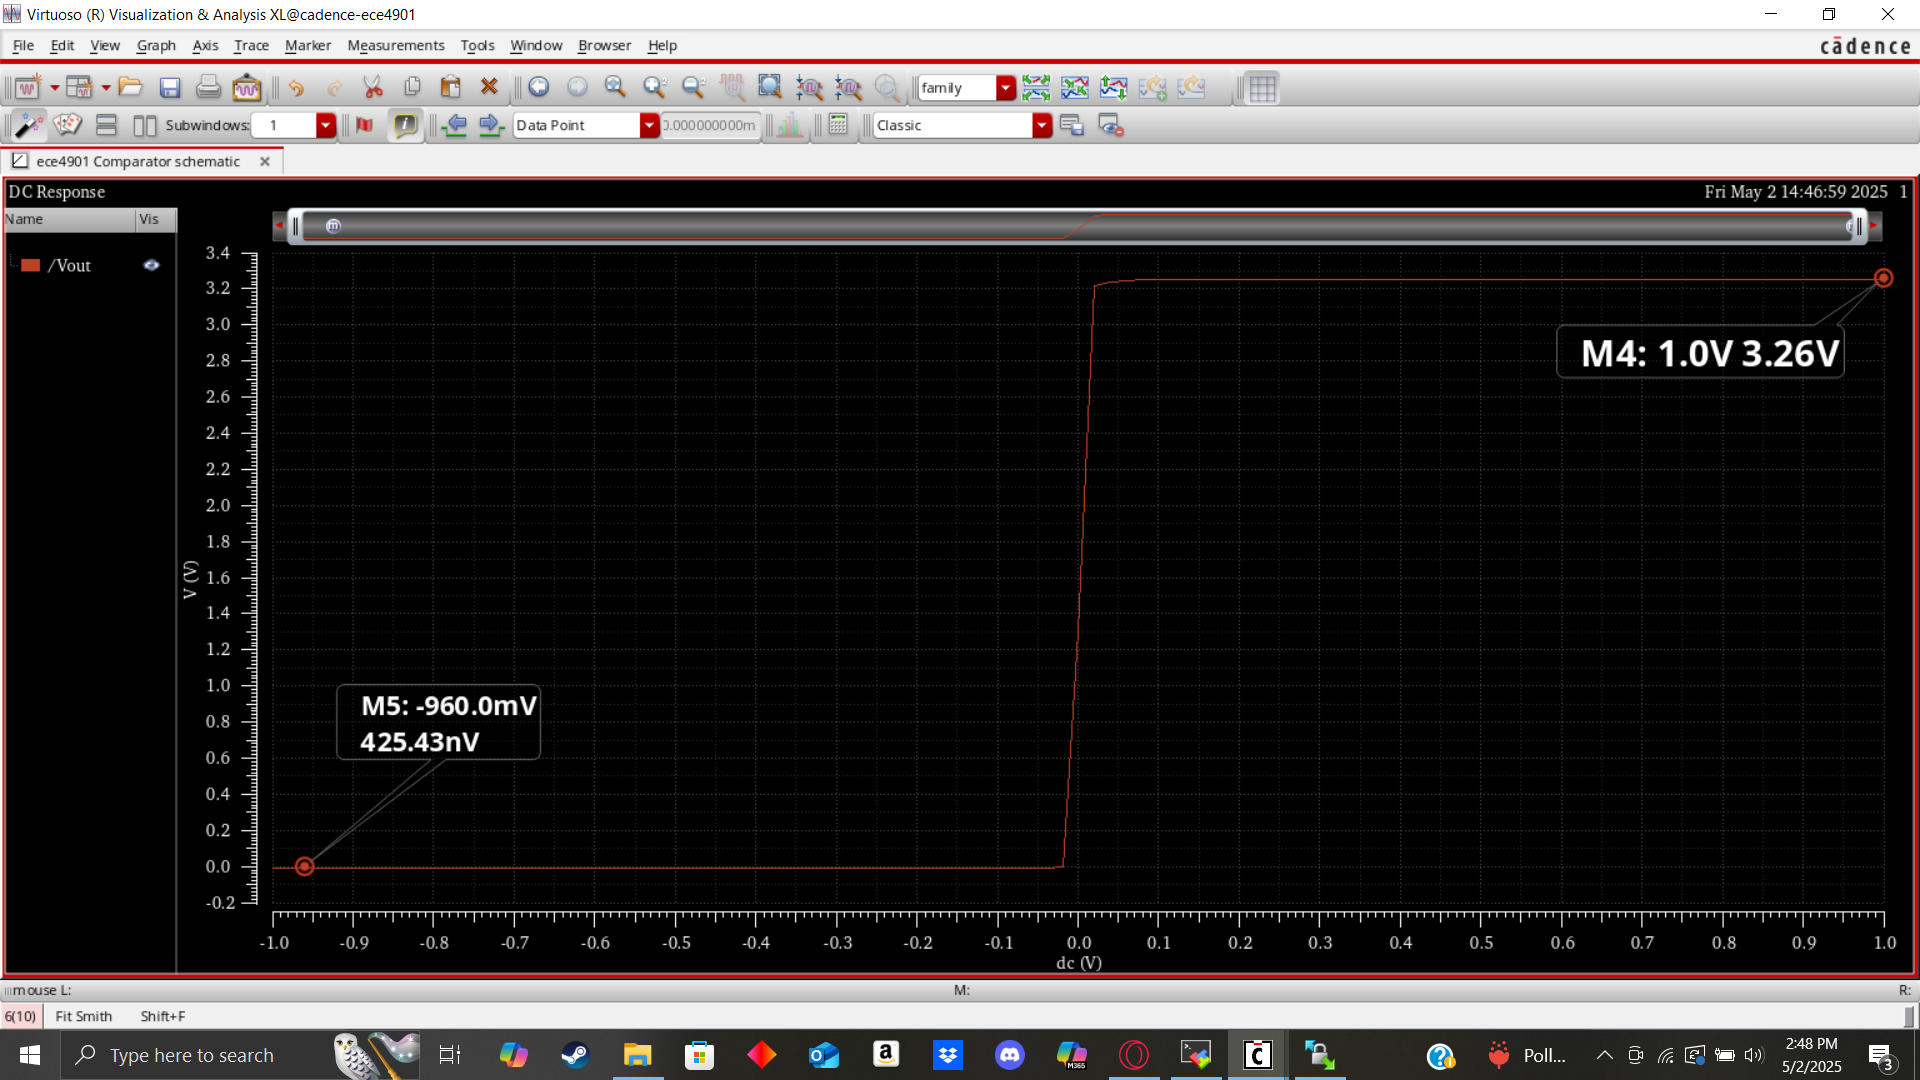 Virtuoso (R) Visualization & Analysis XL@cadence-ece4901
File Edit View Graph Axis Trace Marker Measurements Tools Window Browser Help
cādence
family
Subwindows: 1
Data Point
0.000000000m
Classic
ece4901 Comparator schematic
DC Response
Fri May 2 14:46:59 2025 1
Name Vis
/Vout
3.4
3.2
3.0
2.8
2.6
2.4
2.2
2.0
1.8
1.6
1.4
1.2
1.0
0.8
0.6
0.4
0.2
0.0
-0.2
V (V)
M4: 1.0V 3.26V
M5: -960.0mV
425.43nV
-1.0 -0.9 -0.8 -0.7 -0.6 -0.5 -0.4 -0.3 -0.2 -0.1 0.0 0.1 0.2 0.3 0.4 0.5 0.6 0.7 0.8 0.9 1.0
dc (V)
mouse L: M: R:
6(10) Fit Smith Shift+F
Type here to search
M365
Poll...
2:48 PM
5/2/2025
3